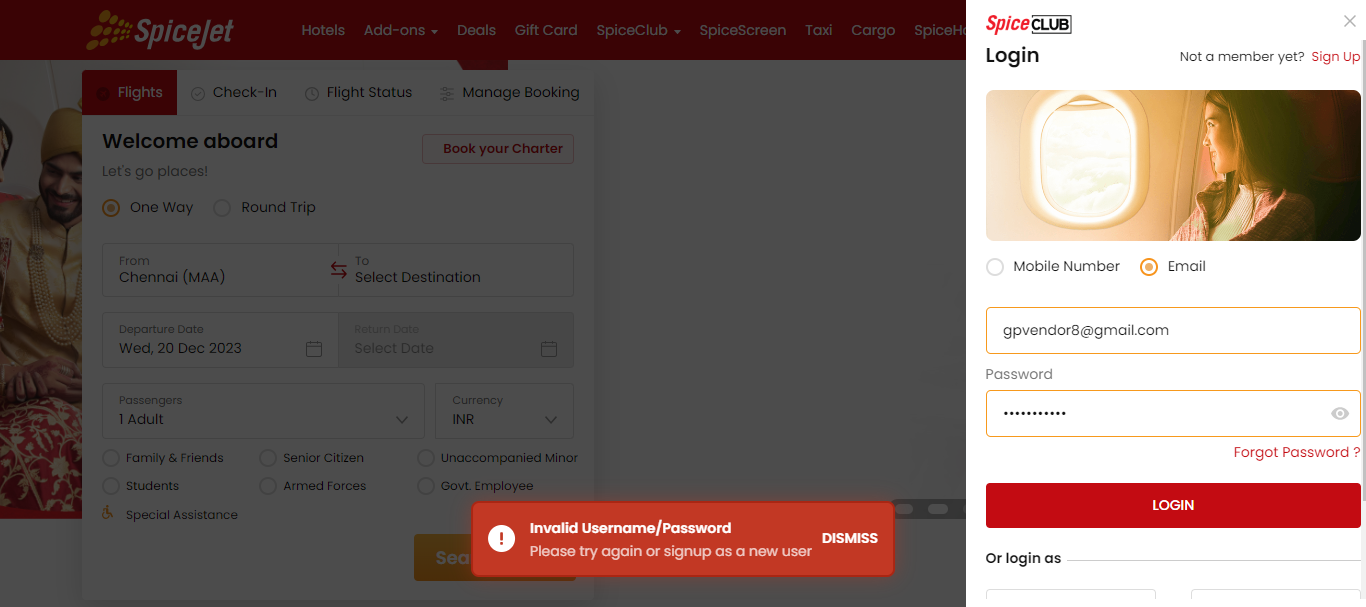 SpiceJet
Hotels Add-ons Deals Gift Card SpiceClub SpiceScreen Taxi Cargo
Flights Check-In Flight Status Manage Booking
Welcome aboard
Book your Charter
Let's go places!
One Way Round Trip
From
Chennai (MAA)
To
Select Destination
Departure Date
Wed, 20 Dec 2023
Return Date
Select Date
Passengers
1 Adult
Currency
INR
Family & Friends Senior Citizen Unaccompanied Minor
Students Armed Forces Govt. Employee
Special Assistance
Invalid Username/Password
Please try again or signup as a new user
DISMISS
SpiceCLUB
Login
Not a member yet? Sign Up
Mobile Number Email
gpvendor8@gmail.com
Password
•••••••••••
Forgot Password ?
LOGIN
Or login as